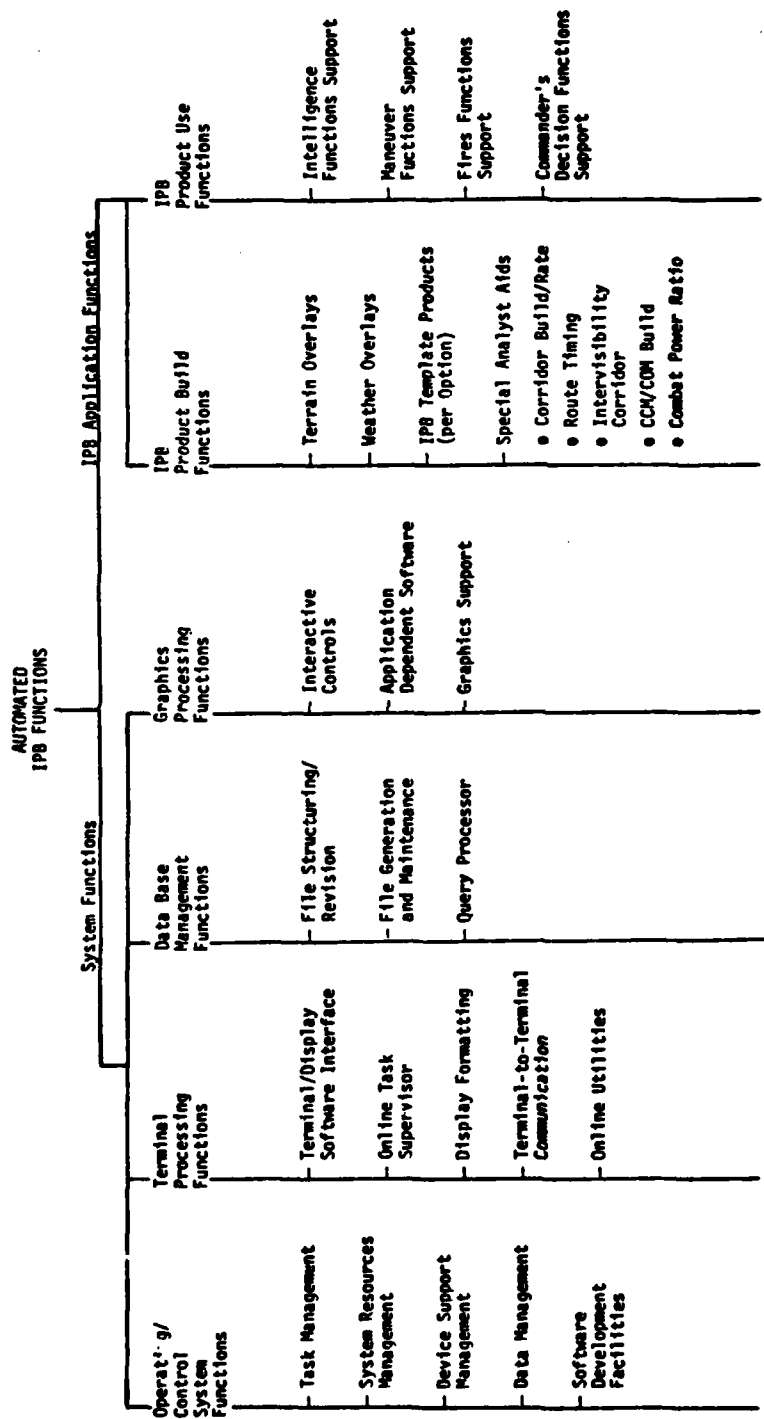 AUTOMATED
IPB FUNCTIONS
System Functions
IPB Application Functions
Operat g/
Control
System
Functions
Task Management
System Resources
Management
Device Support
Management
Data Management
Software
Development
Facilities
Terminal
Processing
Functions
Terminal/Display
Software Interface
Online Task
Supervisor
Display Formatting
Terminal-to-Terminal
Communication
Online Utilities
Data Base
Management
Functions
File Structuring/
Revision
File Generation
and Maintenance
Query Processor
Graphics
Processing
Functions
Interactive
Controls
Application
Dependent Software
Graphics Support
IPB
Product Build
Functions
Terrain Overlays
Weather Overlays
IPB Template Products
(per Option)
Special Analyst Aids
• Corridor Build/Rate
• Route Timing
• Intervisibility
Corridor
• CCM/COM Build
• Combat Power Ratio
IPB
Product Use
Functions
Intelligence
Functions Support
Maneuver
Fuctions Support
Fires Functions
Support
Commander's
Decision Functions
Support